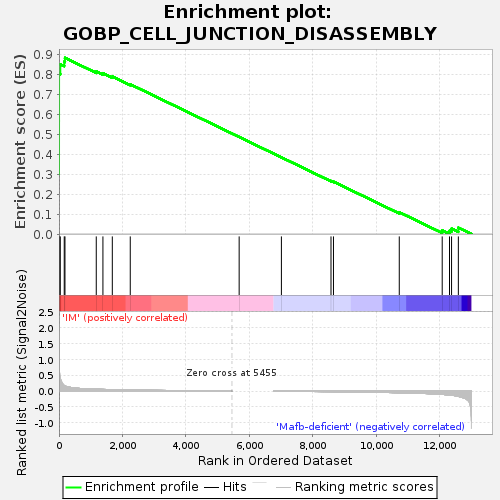 Enrichment plot:
GOBP_CELL_JUNCTION_DISASSEMBLY
Enrichment score (ES)
0.9
0.8
0.7
0.6
0.5
0.4
0.3
0.2
0.1
0.0
'IM' (positively correlated)
Ranked list metric (Signal2Noise)
2.5
2.0
1.5
1.0
0.5
0.0
-0.5
-1.0
Zero cross at 5455
'Mafb-deficient' (negatively correlated)
0 2,000 4,000 6,000 8,000 10,000 12,000
Rank in Ordered Dataset
Enrichment profile Hits Ranking metric scores